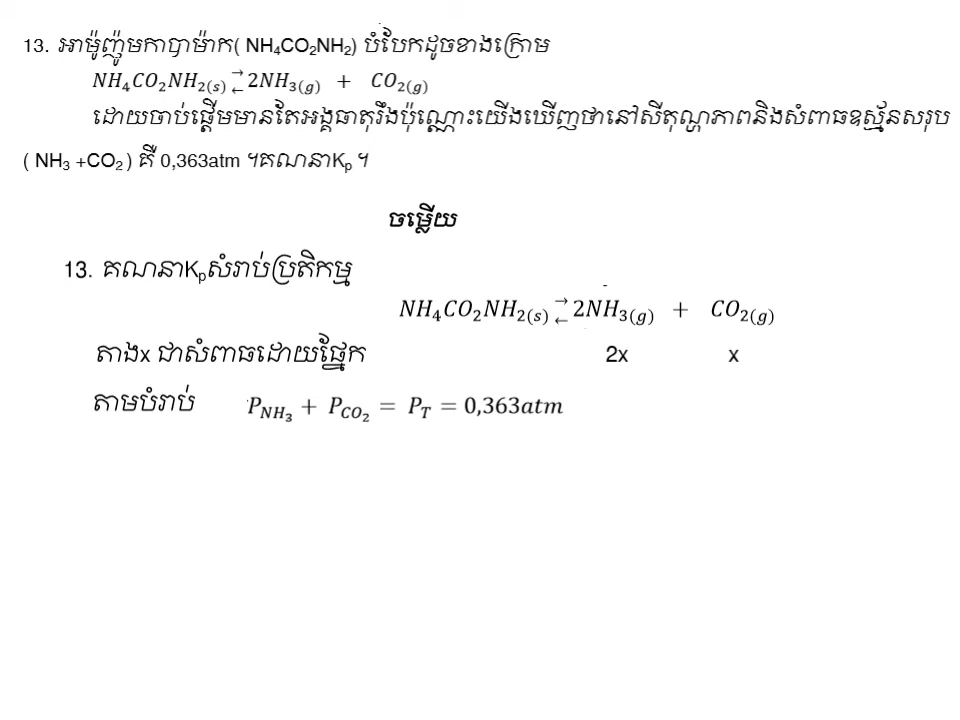 13. អាម៉ូញ៉ូមកាបាម៉ាក( NH₄CO₂NH₂) បំបែកដូចខាងក្រោម
NH₄CO₂NH₂₍ₛ₎ ⇄ 2NH₃(g) + CO₂(g)
ដោយចាប់ផ្ដើមមានតែអង្គធាតុរឹងប៉ុណ្ណោះយើងឃើញថានៅសីតុណ្ហភាពនិងសំពាធឧស្ម័នសរុប
( NH₃ +CO₂ ) គឺ 0,363atm ។គណនាKₚ ។
ចម្លើយ
13. គណនាKₚសំរាប់ប្រតិកម្ម
NH₄CO₂NH₂₍ₛ₎ ⇄ 2NH₃(g) + CO₂(g)
តាងx ជាសំពាធដោយផ្នែក 2x x
តាមបំរាប់ P_NH₃ + P_CO₂ = P_T = 0,363atm